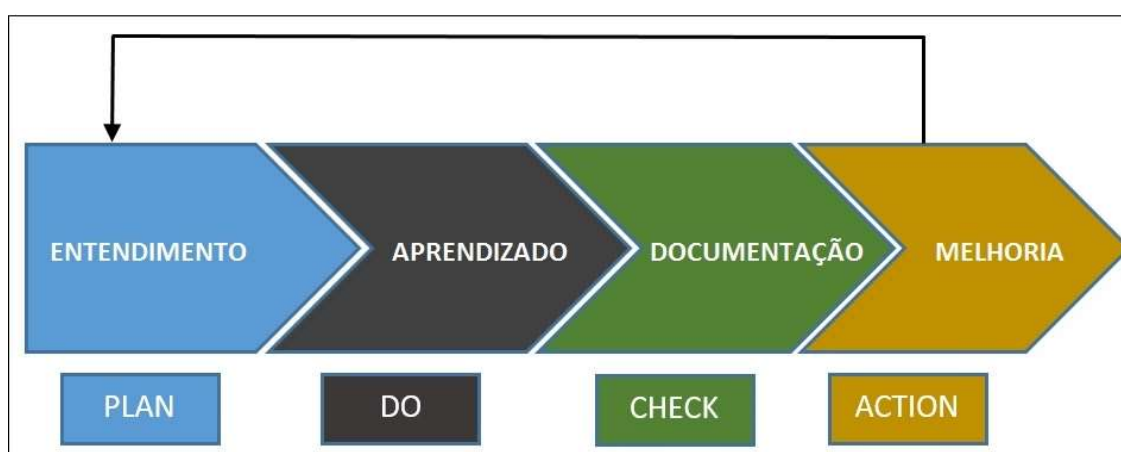 ENTENDIMENTO
APRENDIZADO
DOCUMENTAÇÃO
MELHORIA
PLAN
DO
CHECK
ACTION